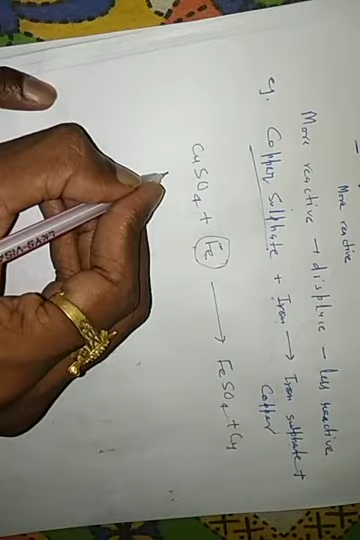 More reactive
More reactive → displace – less reactive
eg. Copper Sulphate + Iron → Iron sulphate +
Copper
CuSO4 + Fe → FeSO4 + Cu